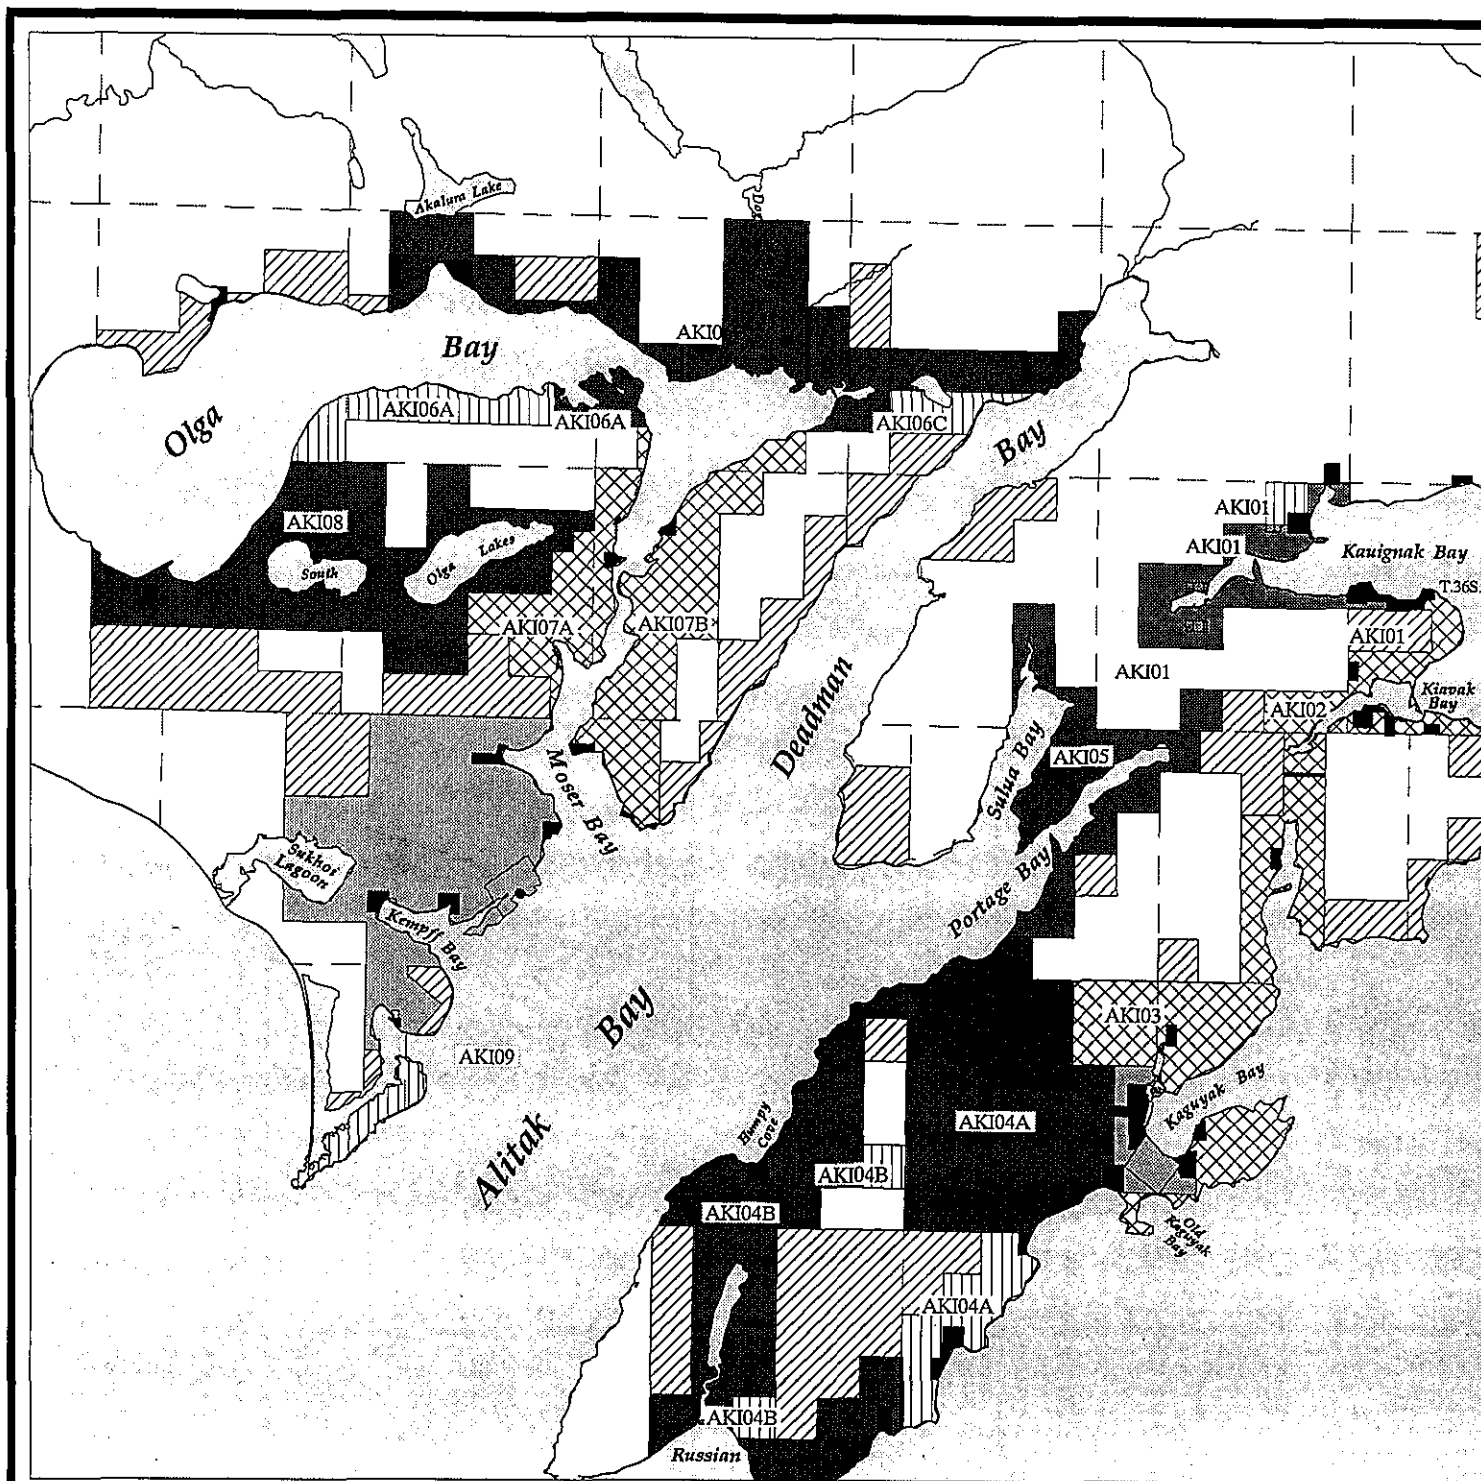 Akalura Lake
Dog
AKI0
Bay
Olga
AKI06A
AKI06A
AKI06C
Bay
AKI08
South
Olga
Lakes
AKI01
AKI01
Kauignak Bay
T.36S.
AKI07A
AKI07B
AKI01
AKI01
Kiavak
Bay
AKI02
Deadman
Sulua Bay
AKI05
Moser Bay
Sukhoi
Lagoon
Kempff Bay
Portage Bay
AKI03
AKI09
Bay
Kaguyak Bay
Humpy
Cove
AKI04A
Alitak
AKI04B
AKI04B
Old
Kaguyak
Bay
AKI04A
AKI04B
Russian